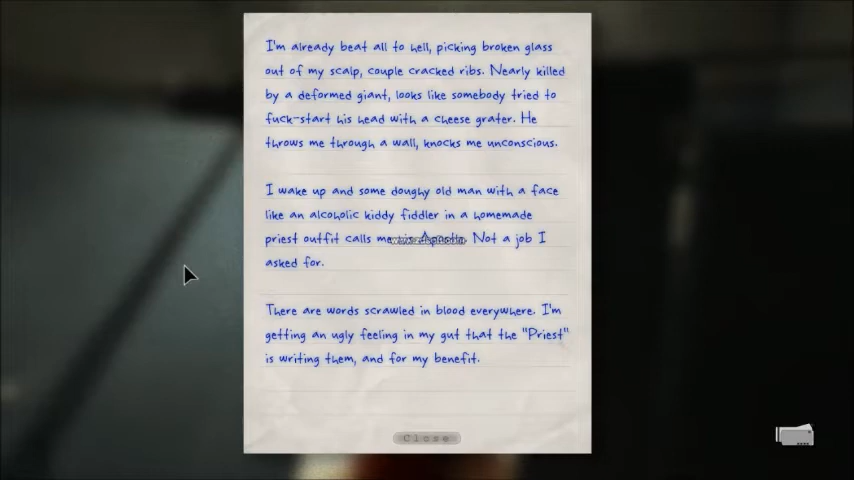 I'm already beat all to hell, picking broken glass
out of my scalp, couple cracked ribs. Nearly killed
by a deformed giant, looks like somebody tried to
fuck-start his head with a cheese grater. He
throws me through a wall, knocks me unconscious.
I wake up and some doughy old man with a face
like an alcoholic kiddy fiddler in a homemade
priest outfit calls me his Apostle. Not a job I
asked for.
There are words scrawled in blood everywhere. I'm
getting an ugly feeling in my gut that the "Priest"
is writing them, and for my benefit.
Close